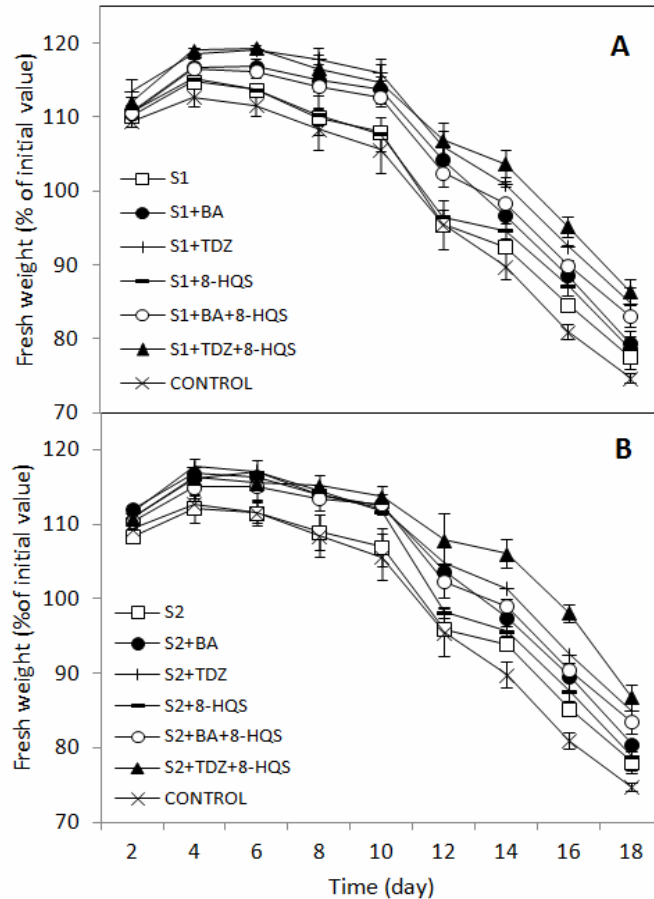 A
Fresh weight (% of initial value)
120
110
100
90
80
70
S1
S1+BA
S1+TDZ
S1+8-HQS
S1+BA+8-HQS
S1+TDZ+8-HQS
CONTROL
B
Fresh weight (%of initial value)
120
110
100
90
80
70
S2
S2+BA
S2+TDZ
S2+8-HQS
S2+BA+8-HQS
S2+TDZ+8-HQS
CONTROL
2 4 6 8 10 12 14 16 18
Time (day)